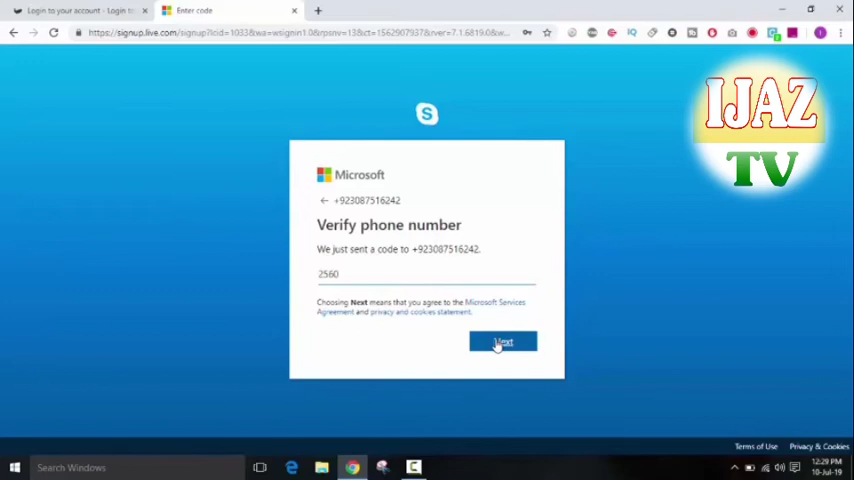 Login to your account - Login to
Enter code
https://signup.live.com/signup?lcid=1033&wa=wsignin1.0&rpsnv=13&ct=1562907937&rver=7.1.6819.0&w...
IJAZ
TV
Microsoft
← +923087516242
Verify phone number
We just sent a code to +923087516242.
2560
Choosing Next means that you agree to the Microsoft Services
Agreement and privacy and cookies statement.
Next
Terms of Use Privacy & Cookies
Search Windows
12:29 PM
10-Jul-19